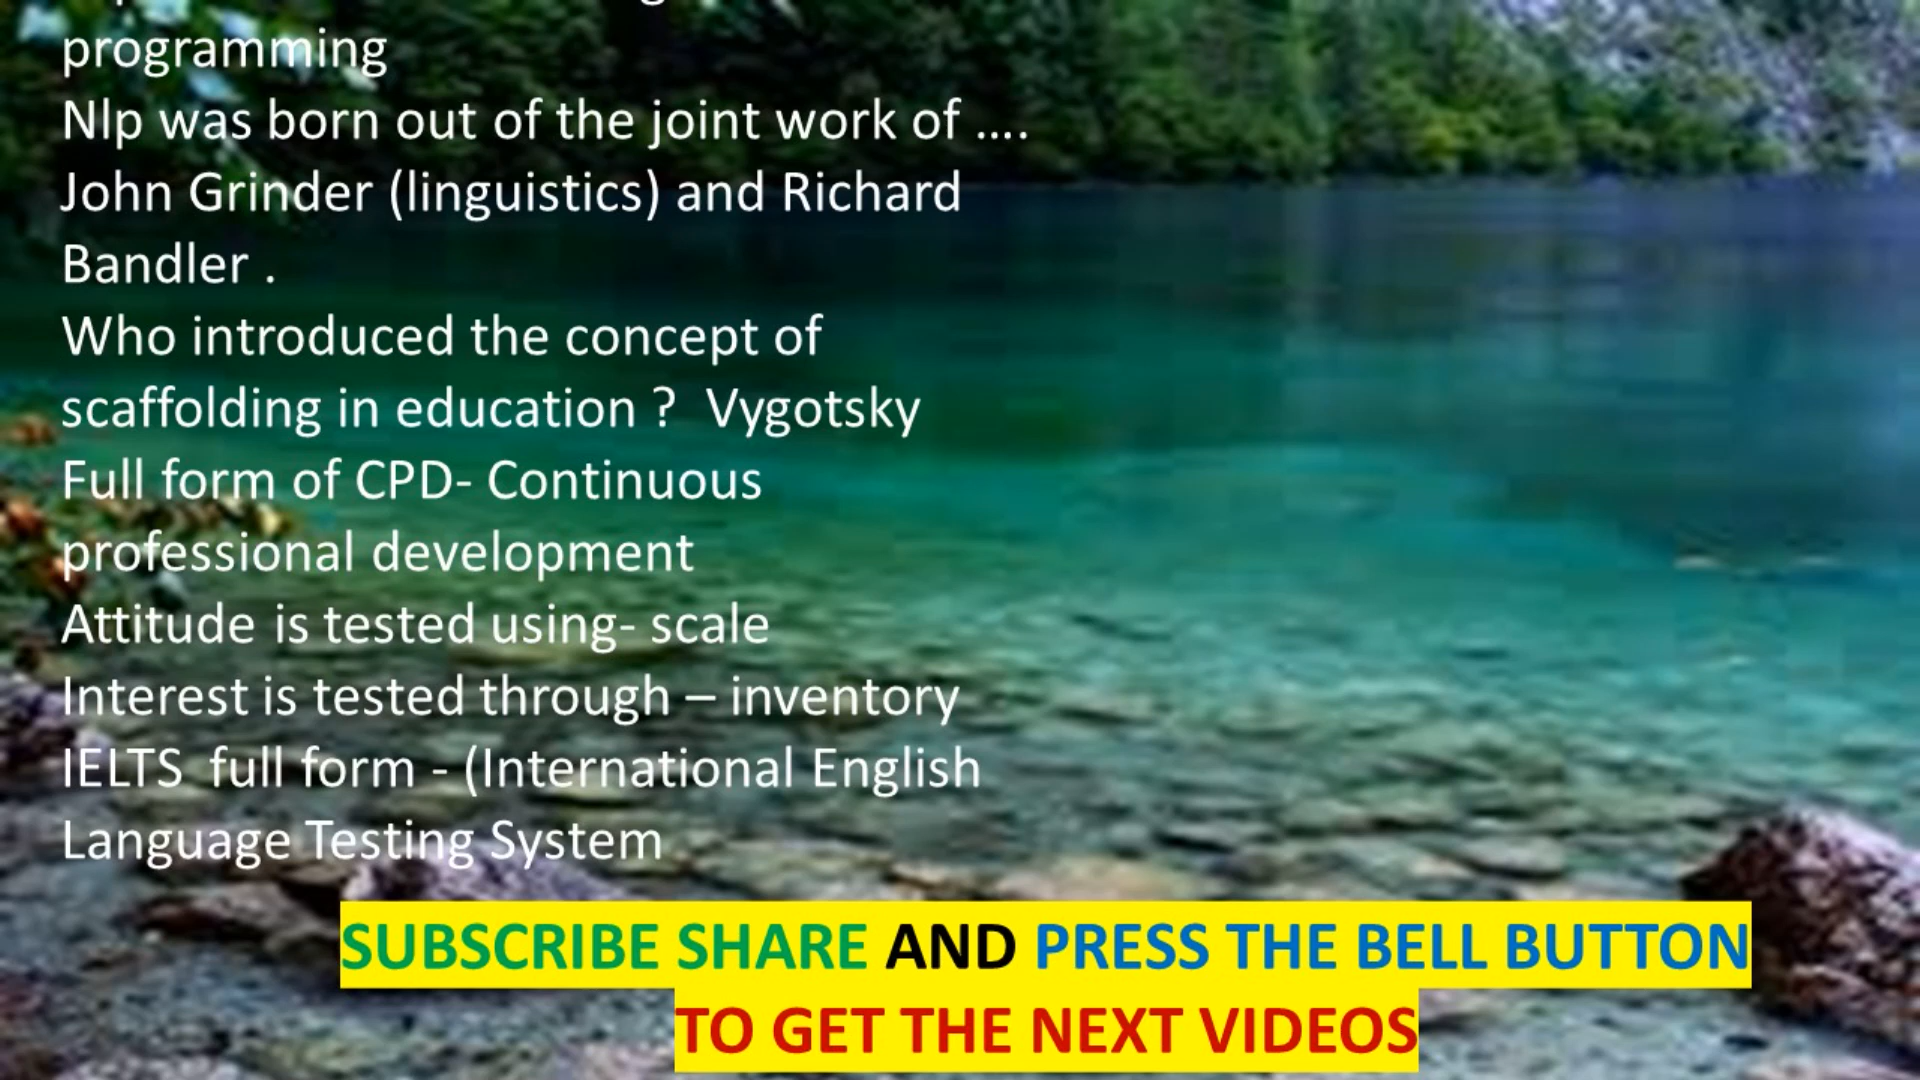 programming
Nlp was born out of the joint work of ....
John Grinder (linguistics) and Richard
Bandler .
Who introduced the concept of
scaffolding in education ?  Vygotsky
Full form of CPD- Continuous
professional development
Attitude is tested using- scale
Interest is tested through – inventory
IELTS  full form - (International English
Language Testing System
SUBSCRIBE SHARE AND PRESS THE BELL BUTTON
TO GET THE NEXT VIDEOS